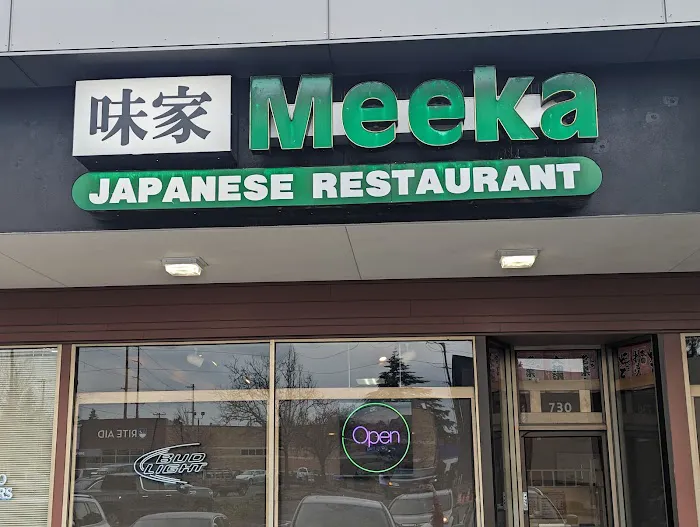 味家 Meeka
JAPANESE RESTAURANT
730
RITE AID
Open
BUD
LIGHT